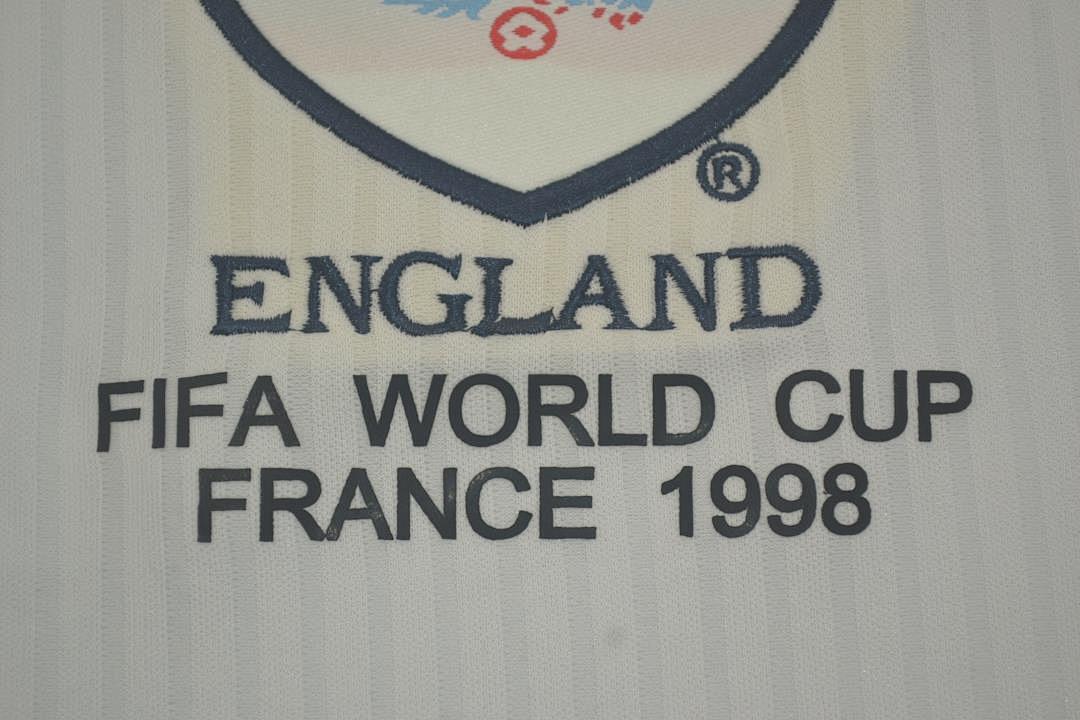 ®
ENGLAND
FIFA WORLD CUP
FRANCE 1998